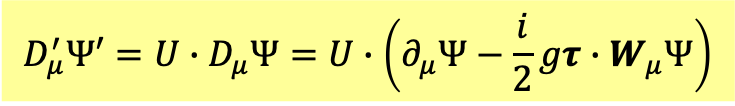 D′_μΨ′ = U · D_μΨ = U · (∂_μΨ − i/2 g𝝉 · 𝑾_μΨ)